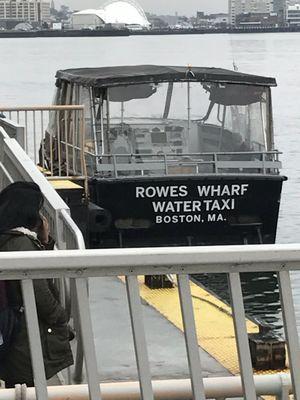 ROWES WHARF
WATER TAXI
BOSTON, MA.